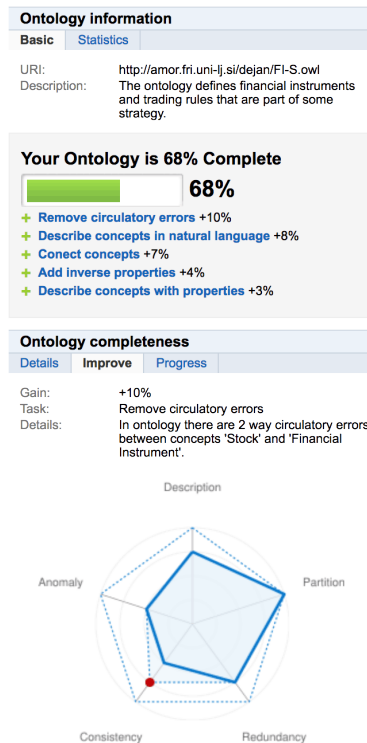 Ontology information
Basic Statistics
URI: http://amor.fri.uni-lj.si/dejan/FI-S.owl
Description: The ontology defines financial instruments
and trading rules that are part of some
strategy.
Your Ontology is 68% Complete
68%
+ Remove circulatory errors +10%
+ Describe concepts in natural language +8%
+ Conect concepts +7%
+ Add inverse properties +4%
+ Describe concepts with properties +3%
Ontology completeness
Details Improve Progress
Gain: +10%
Task: Remove circulatory errors
Details: In ontology there are 2 way circulatory errors
between concepts 'Stock' and 'Financial
Instrument'.
Description
Anomaly
Partition
Consistency
Redundancy